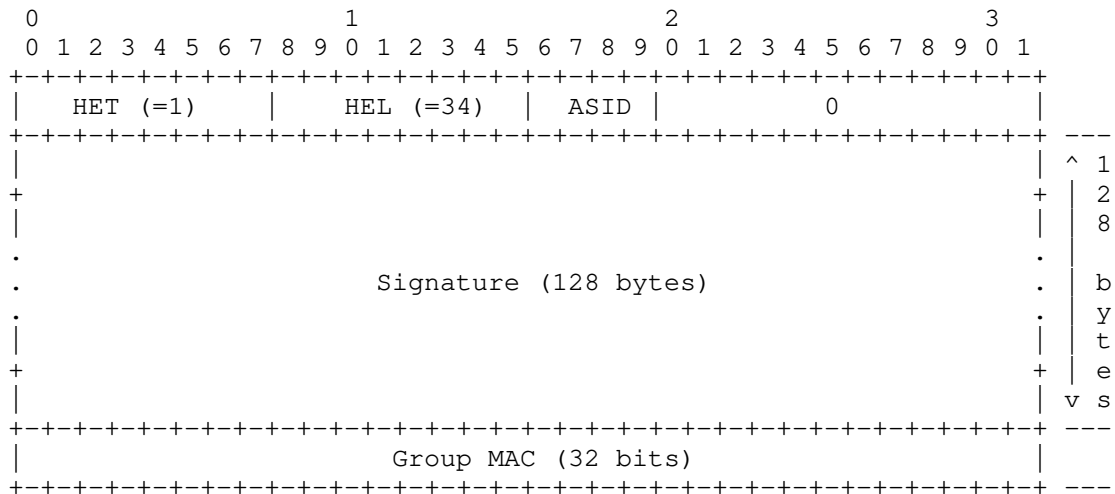 0                   1                   2                   3
 0 1 2 3 4 5 6 7 8 9 0 1 2 3 4 5 6 7 8 9 0 1 2 3 4 5 6 7 8 9 0 1
+-+-+-+-+-+-+-+-+-+-+-+-+-+-+-+-+-+-+-+-+-+-+-+-+-+-+-+-+-+-+-+-+
|   HET (=1)    |    HEL (=34)  |  ASID |           0           |
+-+-+-+-+-+-+-+-+-+-+-+-+-+-+-+-+-+-+-+-+-+-+-+-+-+-+-+-+-+-+-+-+ ---
|                                                               | ^ 1
+                                                               + | 2
|                                                               | | 8
.                                                               . |
.                      Signature (128 bytes)                    . | b
.                                                               . | y
|                                                               | | t
+                                                               + | e
|                                                               | v s
+-+-+-+-+-+-+-+-+-+-+-+-+-+-+-+-+-+-+-+-+-+-+-+-+-+-+-+-+-+-+-+-+ ---
|                       Group MAC (32 bits)                     |
+-+-+-+-+-+-+-+-+-+-+-+-+-+-+-+-+-+-+-+-+-+-+-+-+-+-+-+-+-+-+-+-+ ---